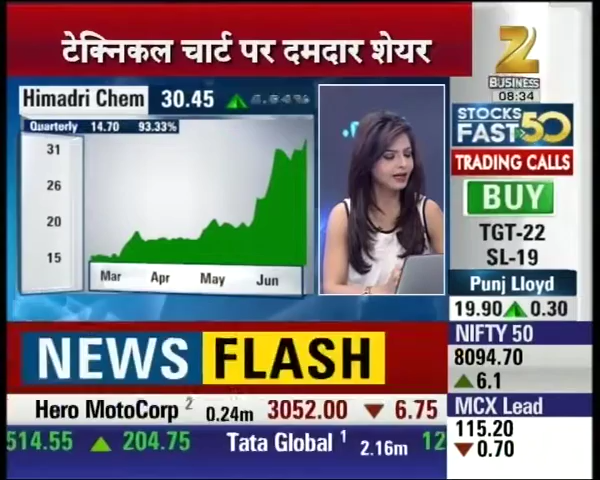 टेक्निकल चार्ट पर दमदार शेयर
Z
BUSINESS
08:34
Himadri Chem 30.45
Quarterly 14.70 93.33%
31
26
20
15
Mar Apr May Jun
STOCKS
FAST 50
TRADING CALLS
BUY
TGT-22
SL-19
Punj Lloyd
19.90 0.30
NIFTY 50
8094.70
6.1
MCX Lead
115.20
0.70
NEWS FLASH
Hero MotoCorp 2 0.24m 3052.00 6.75
514.55 204.75 Tata Global 1 2.16m 12